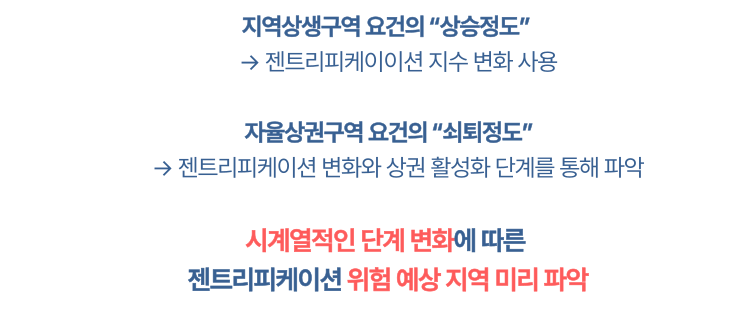 지역상생구역 요건의 “상승정도”
→ 젠트리피케이이션 지수 변화 사용
자율상권구역 요건의 “쇠퇴정도”
→ 젠트리피케이션 변화와 상권 활성화 단계를 통해 파악
시계열적인 단계 변화에 따른
젠트리피케이션 위험 예상 지역 미리 파악